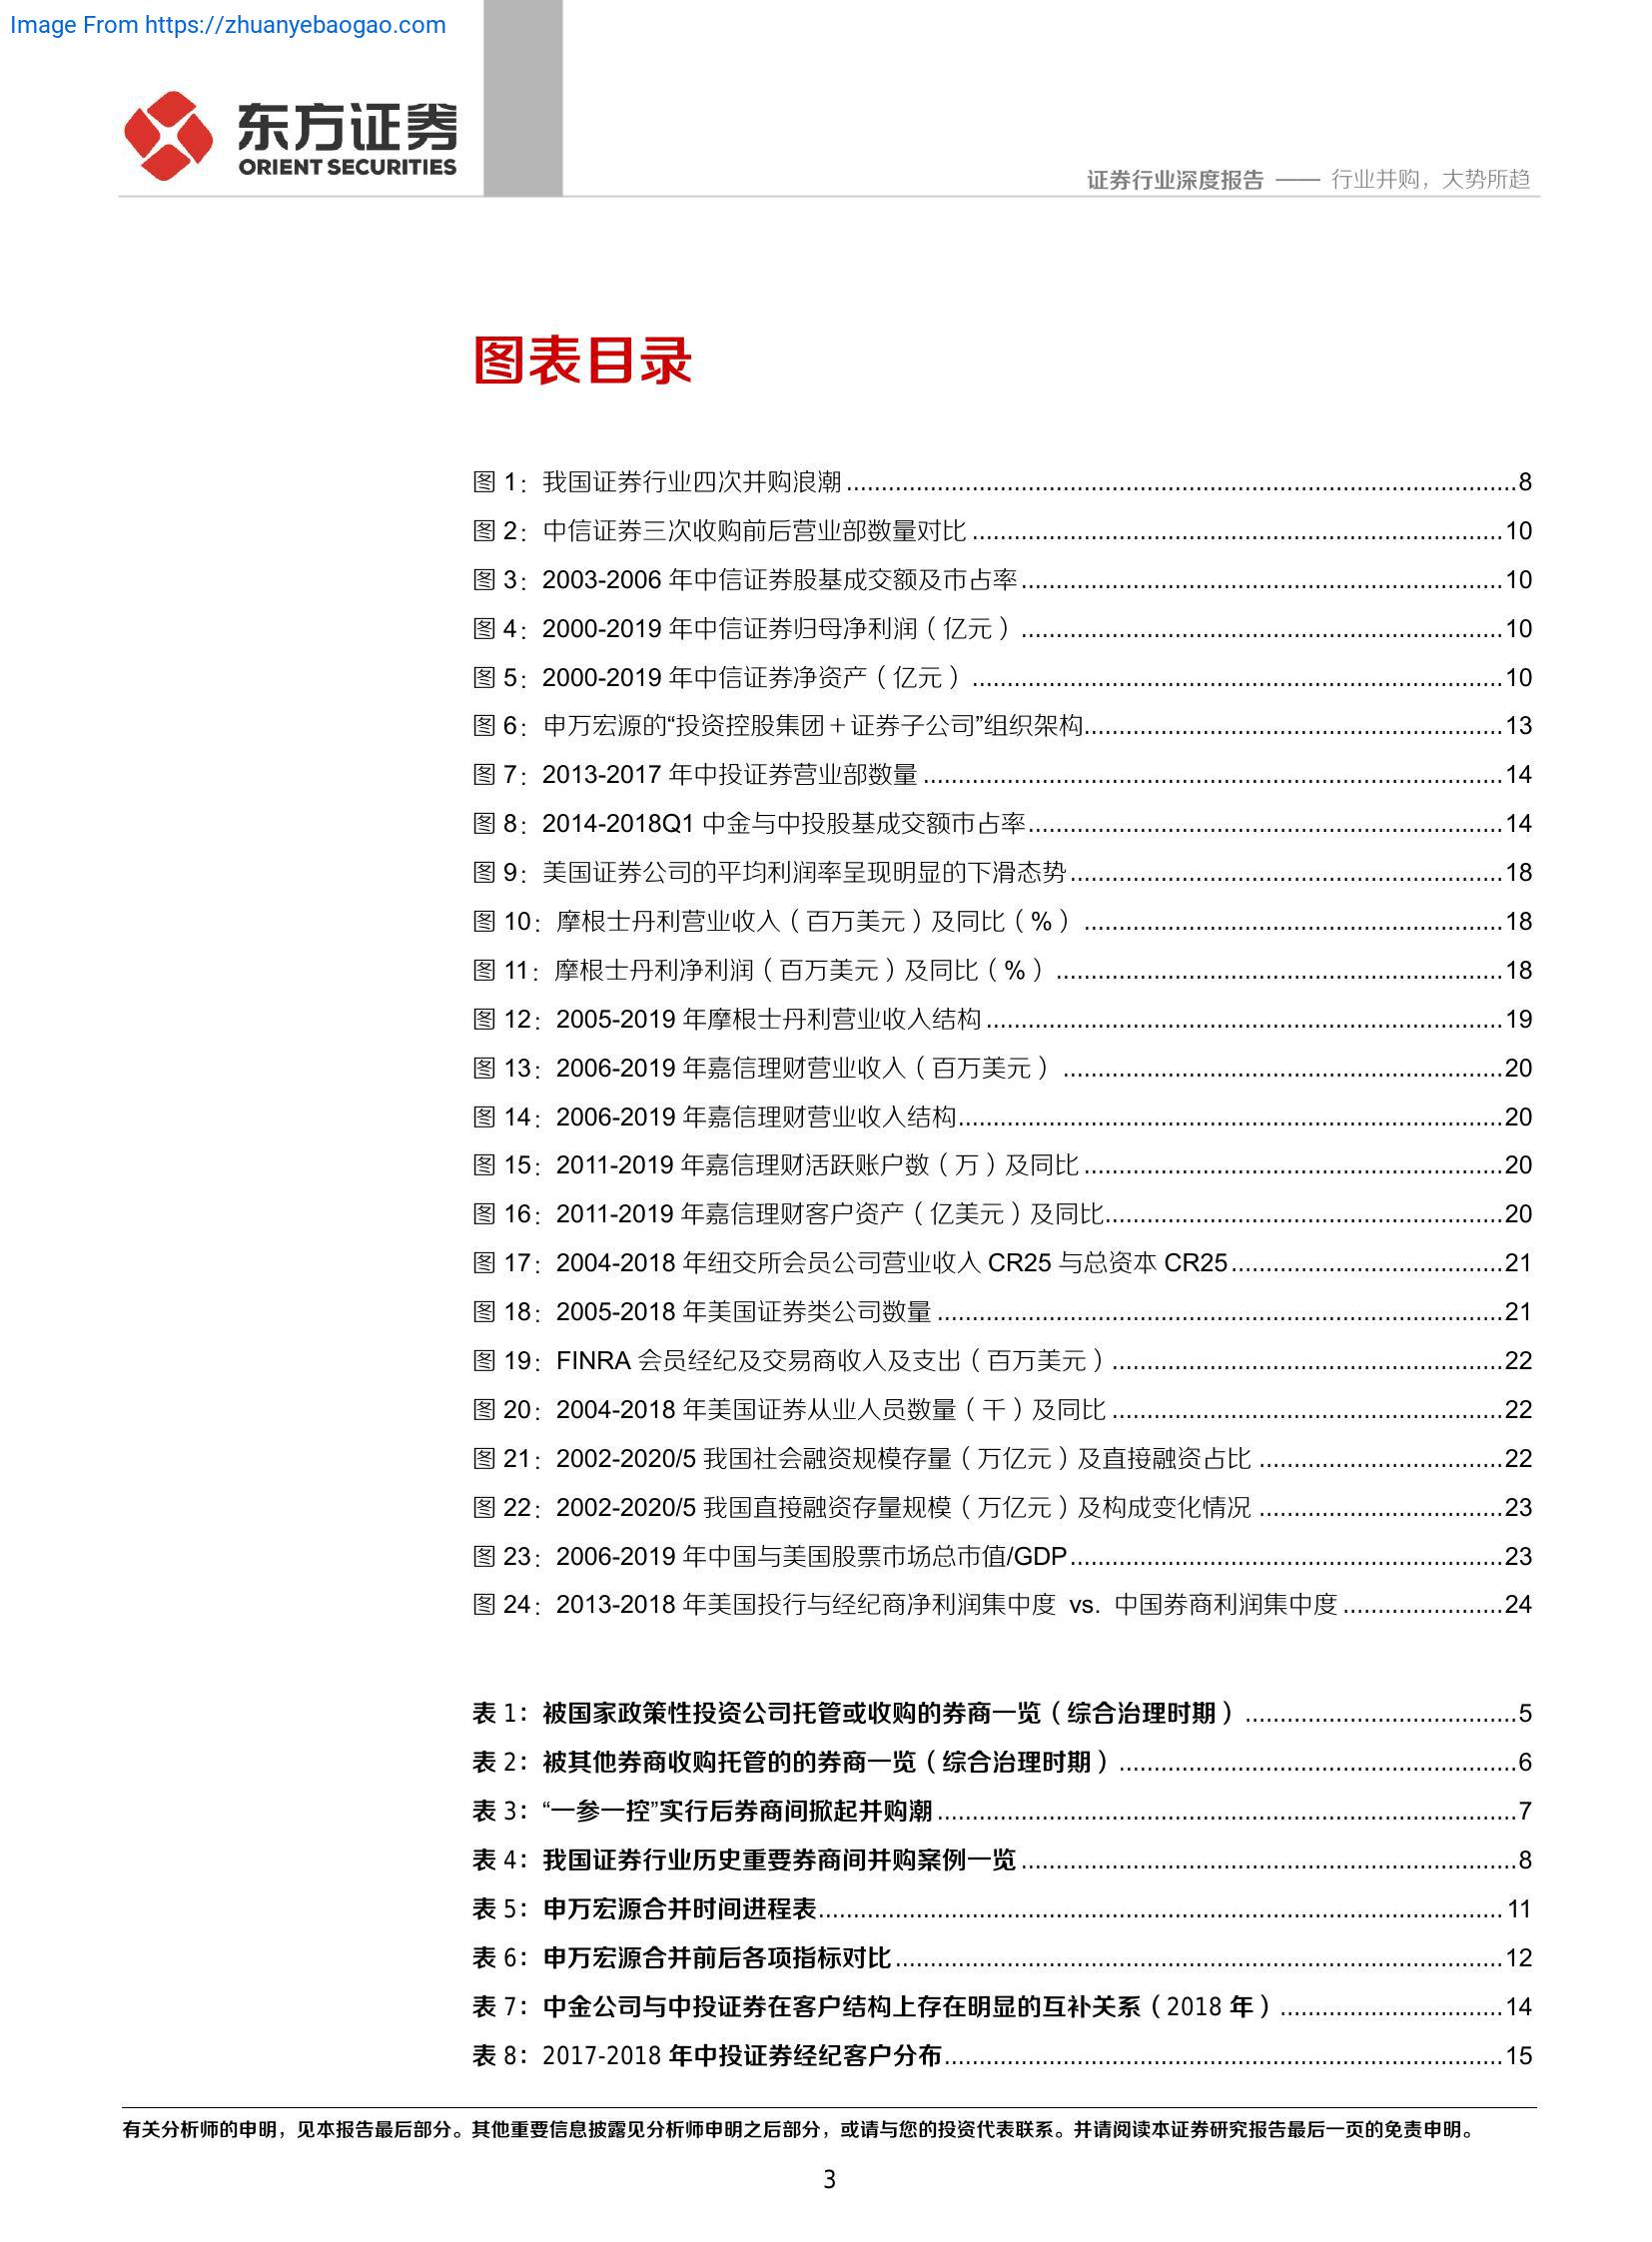 Image From https://zhuanyebaogao.com
东方证券
ORIENT SECURITIES
证券行业深度报告 —— 行业并购，大势所趋
图表目录
图 1：我国证券行业四次并购浪潮..........8
图 2：中信证券三次收购前后营业部数量对比..........10
图 3：2003-2006 年中信证券股基成交额及市占率..........10
图 4：2000-2019 年中信证券归母净利润（亿元）..........10
图 5：2000-2019 年中信证券净资产（亿元）..........10
图 6：申万宏源的“投资控股集团＋证券子公司”组织架构..........13
图 7：2013-2017 年中投证券营业部数量..........14
图 8：2014-2018Q1 中金与中投股基成交额市占率..........14
图 9：美国证券公司的平均利润率呈现明显的下滑态势..........18
图 10：摩根士丹利营业收入（百万美元）及同比（%）..........18
图 11：摩根士丹利净利润（百万美元）及同比（%）..........18
图 12：2005-2019 年摩根士丹利营业收入结构..........19
图 13：2006-2019 年嘉信理财营业收入（百万美元）..........20
图 14：2006-2019 年嘉信理财营业收入结构..........20
图 15：2011-2019 年嘉信理财活跃账户数（万）及同比..........20
图 16：2011-2019 年嘉信理财客户资产（亿美元）及同比..........20
图 17：2004-2018 年纽交所会员公司营业收入 CR25 与总资本 CR25..........21
图 18：2005-2018 年美国证券类公司数量..........21
图 19：FINRA 会员经纪及交易商收入及支出（百万美元）..........22
图 20：2004-2018 年美国证券从业人员数量（千）及同比..........22
图 21：2002-2020/5 我国社会融资规模存量（万亿元）及直接融资占比..........22
图 22：2002-2020/5 我国直接融资存量规模（万亿元）及构成变化情况..........23
图 23：2006-2019 年中国与美国股票市场总市值/GDP..........23
图 24：2013-2018 年美国投行与经纪商净利润集中度 vs. 中国券商利润集中度..........24
表 1：被国家政策性投资公司托管或收购的券商一览（综合治理时期）..........5
表 2：被其他券商收购托管的的券商一览（综合治理时期）..........6
表 3：“一参一控”实行后券商间掀起并购潮..........7
表 4：我国证券行业历史重要券商间并购案例一览..........8
表 5：申万宏源合并时间进程表..........11
表 6：申万宏源合并前后各项指标对比..........12
表 7：中金公司与中投证券在客户结构上存在明显的互补关系（2018 年）..........14
表 8：2017-2018 年中投证券经纪客户分布..........15
有关分析师的申明，见本报告最后部分。其他重要信息披露见分析师申明之后部分，或请与您的投资代表联系。并请阅读本证券研究报告最后一页的免责申明。
3